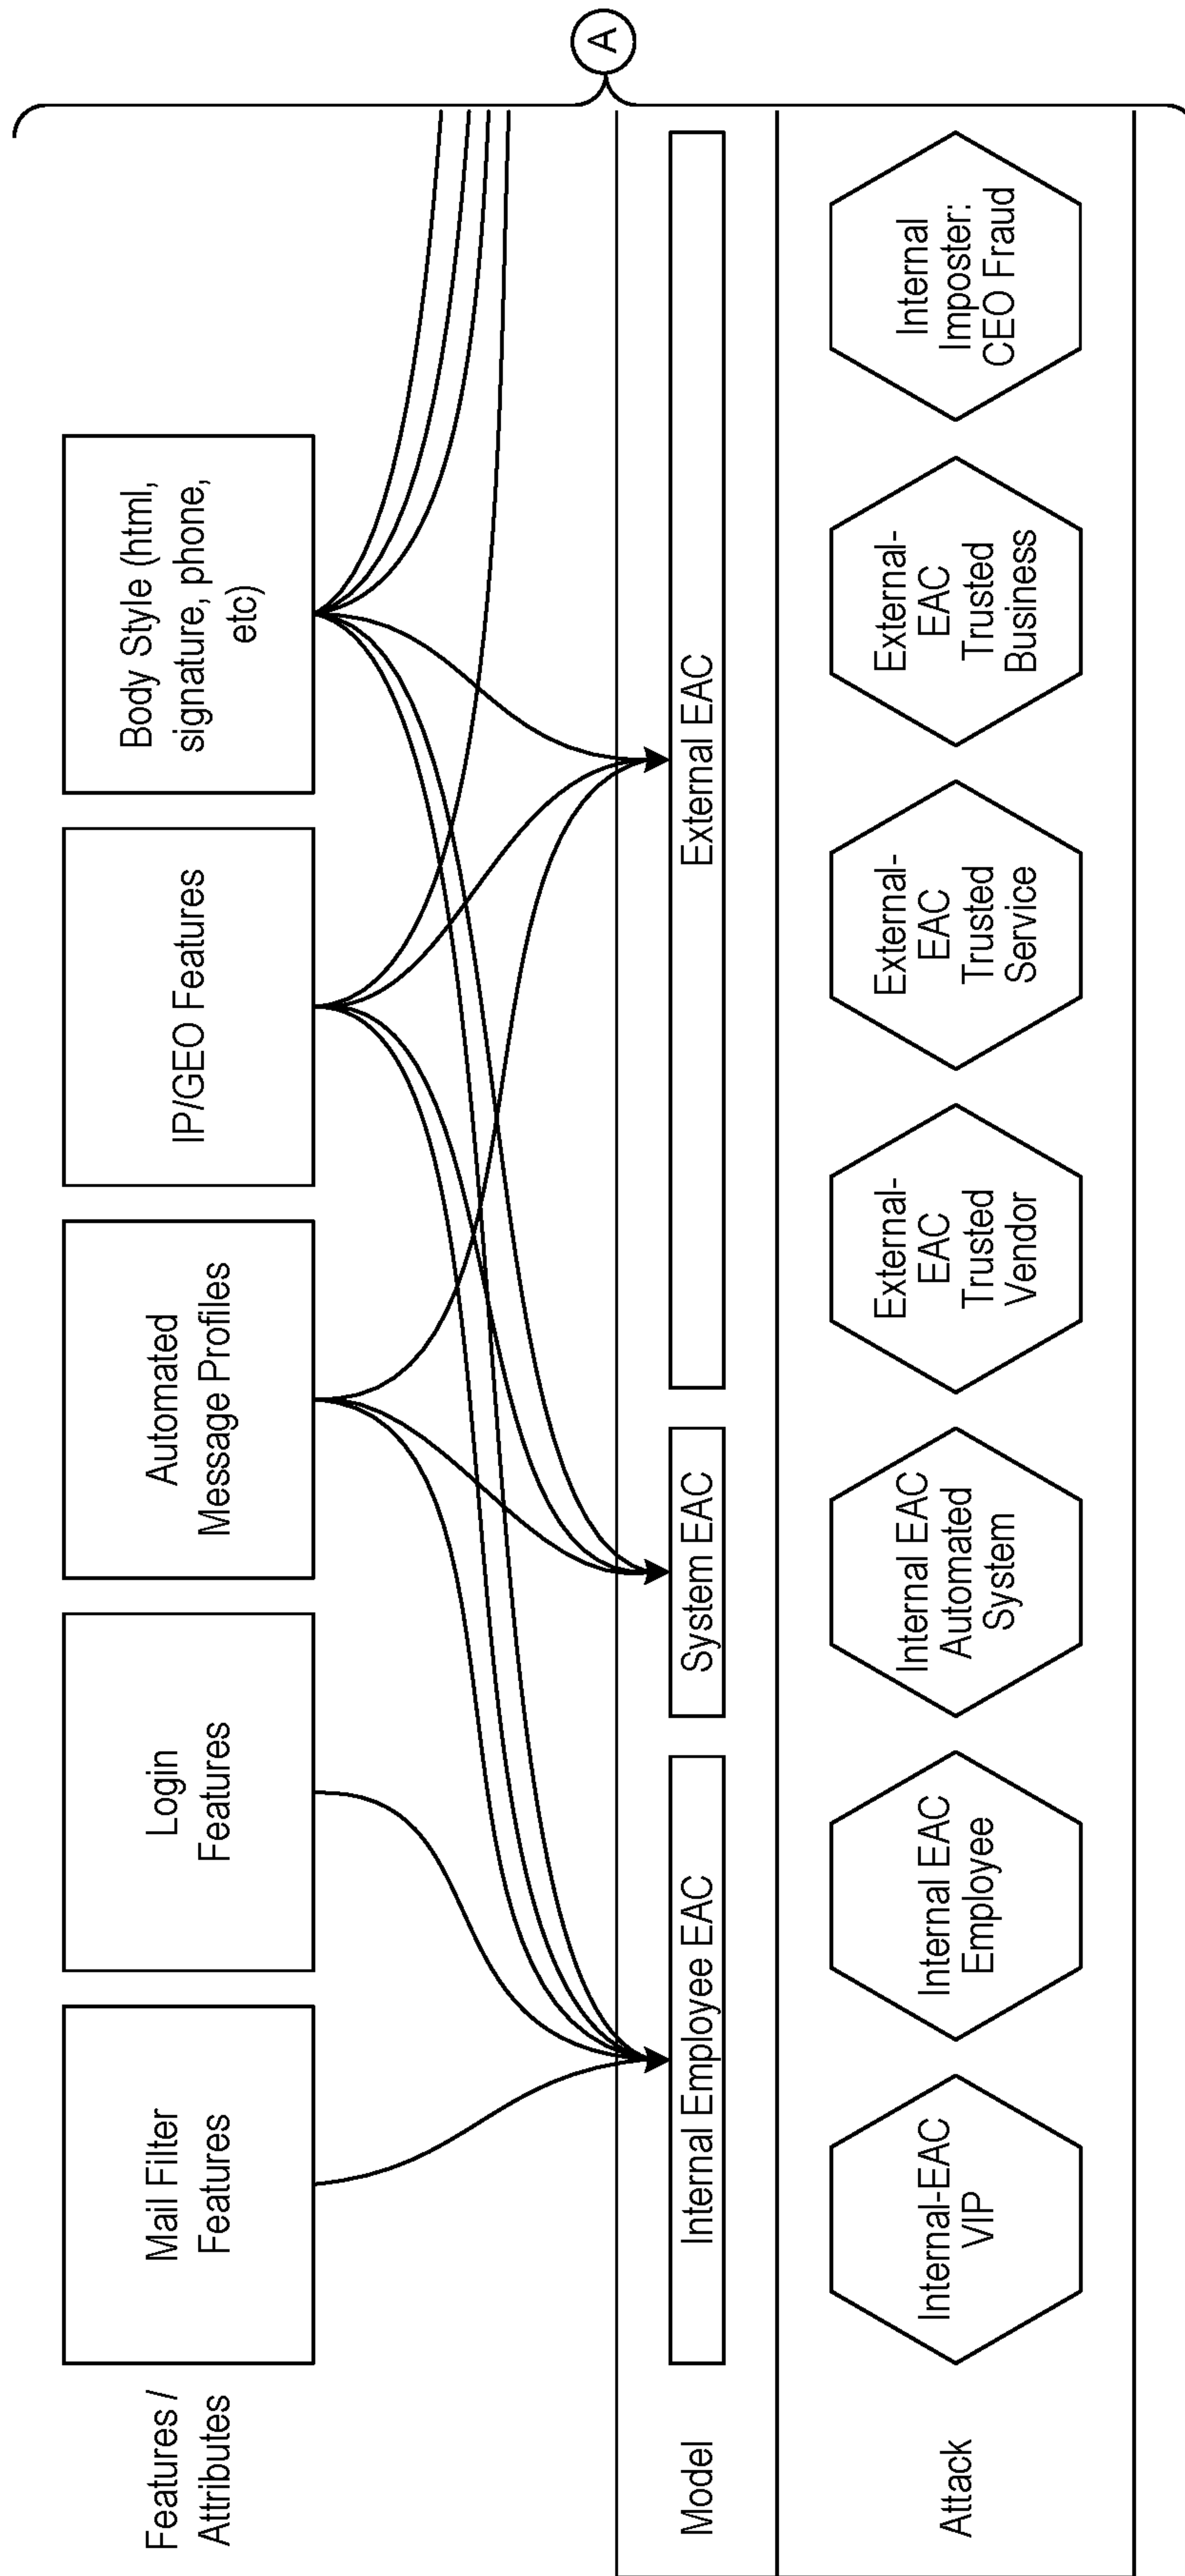 Features /
Attributes
Mail Filter
Features
Login
Features
Automated
Message Profiles
IP/GEO Features
Body Style (html,
signature, phone,
etc)
A
Model
Internal Employee EAC
System EAC
External EAC
Attack
Internal-EAC
VIP
Internal EAC
Employee
Internal EAC
Automated
System
External-
EAC
Trusted
Vendor
External-
EAC
Trusted
Service
External-
EAC
Trusted
Business
Internal
Imposter:
CEO Fraud